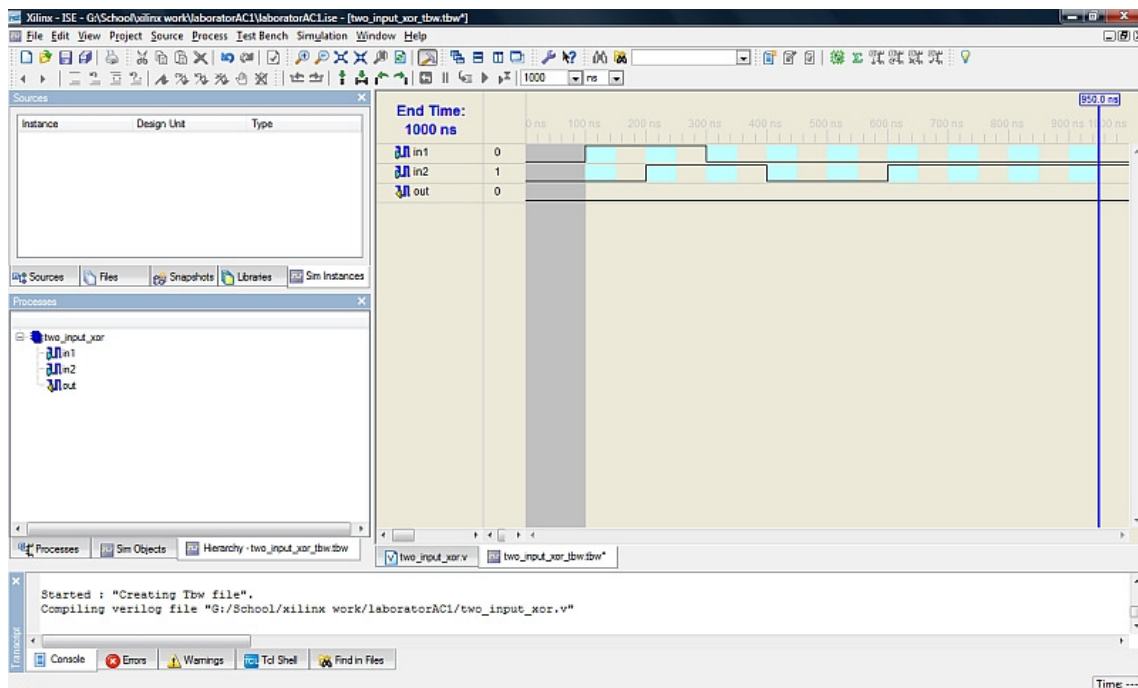 Xilinx - ISE - G:\School\xilinx work\laboratorAC1\laboratorAC1.ise - [two_input_xor_tbw.tbw*]
File Edit View Project Source Process Test Bench Simulation Window Help
1000 ns
Sources
Instance Design Unit Type
Sources Files Snapshots Libraries Sim Instances
Processes
two_input_xor
in1
in2
out
Processes Sim Objects Hierarchy - two_input_xor_tbw.tbw
End Time:
1000 ns
950.0 ns
0 ns 100 ns 200 ns 300 ns 400 ns 500 ns 600 ns 700 ns 800 ns 900 ns
in1 0
in2 1
out 0
two_input_xor.v two_input_xor_tbw.tbw*
Started : "Creating Tbw file".
Compiling verilog file "G:/School/xilinx work/laboratorAC1/two_input_xor.v"
Transcript
Console Errors Warnings Tcl Shell Find in Files
Time: ---